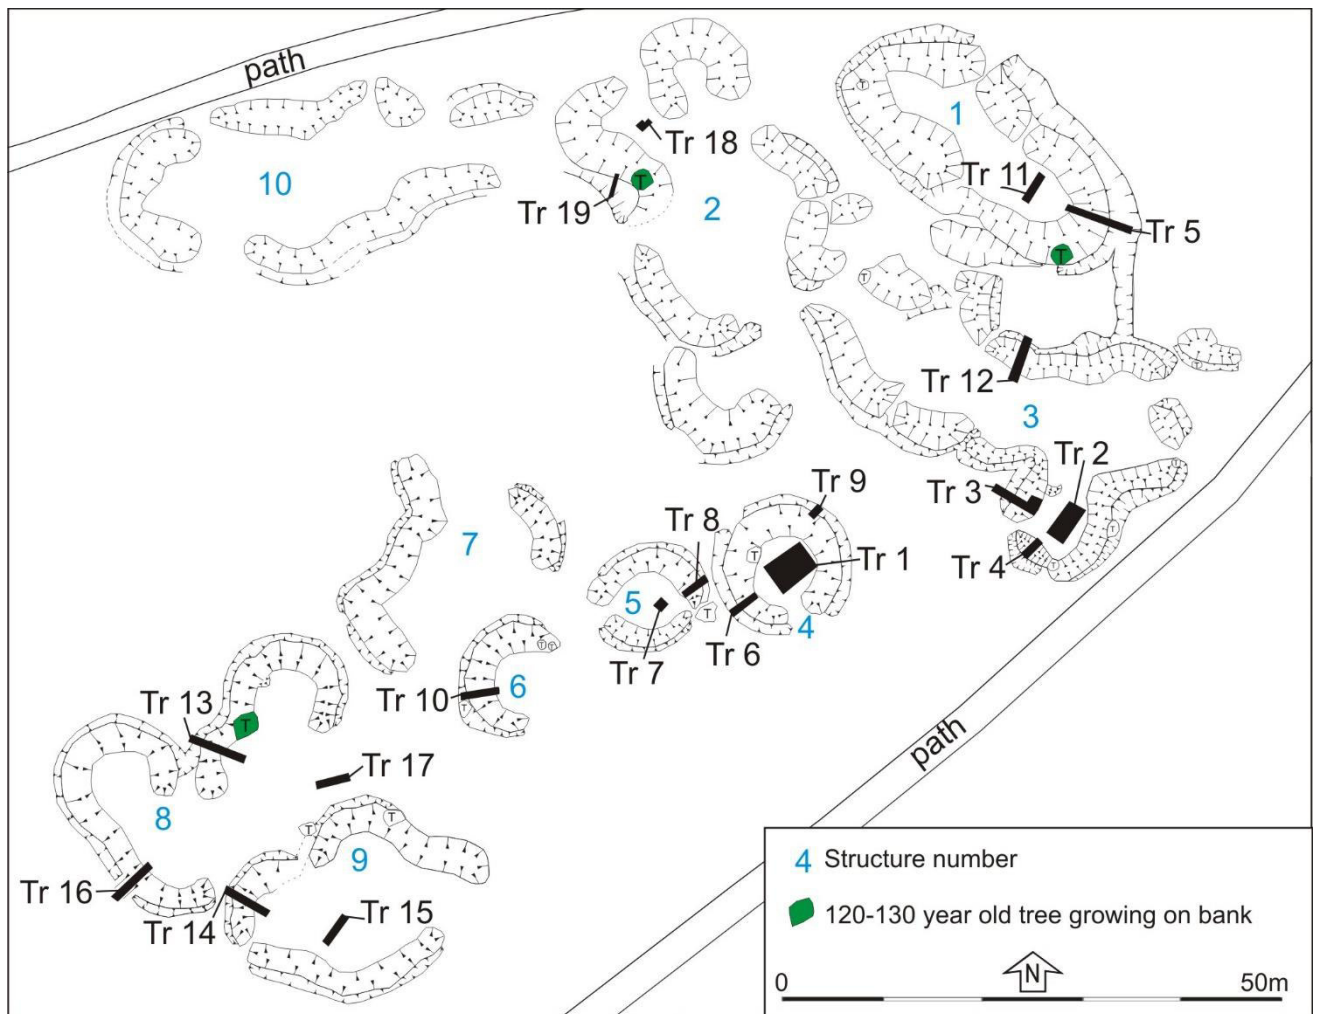 path
1
Tr 18
10
Tr 11
T
Tr 19
2
Tr 5
T
T
T
T
Tr 12
3
Tr 2
Tr 9
Tr 3
7
Tr 8
T
T
Tr 1
Tr 4
T
5
T
4
Tr 7
Tr 6
T T
Tr 10
6
T
Tr 13
T
path
Tr 17
8
T
T
9
4 Structure number
Tr 16
Tr 15
120-130 year old tree growing on bank
Tr 14
N
0
50m